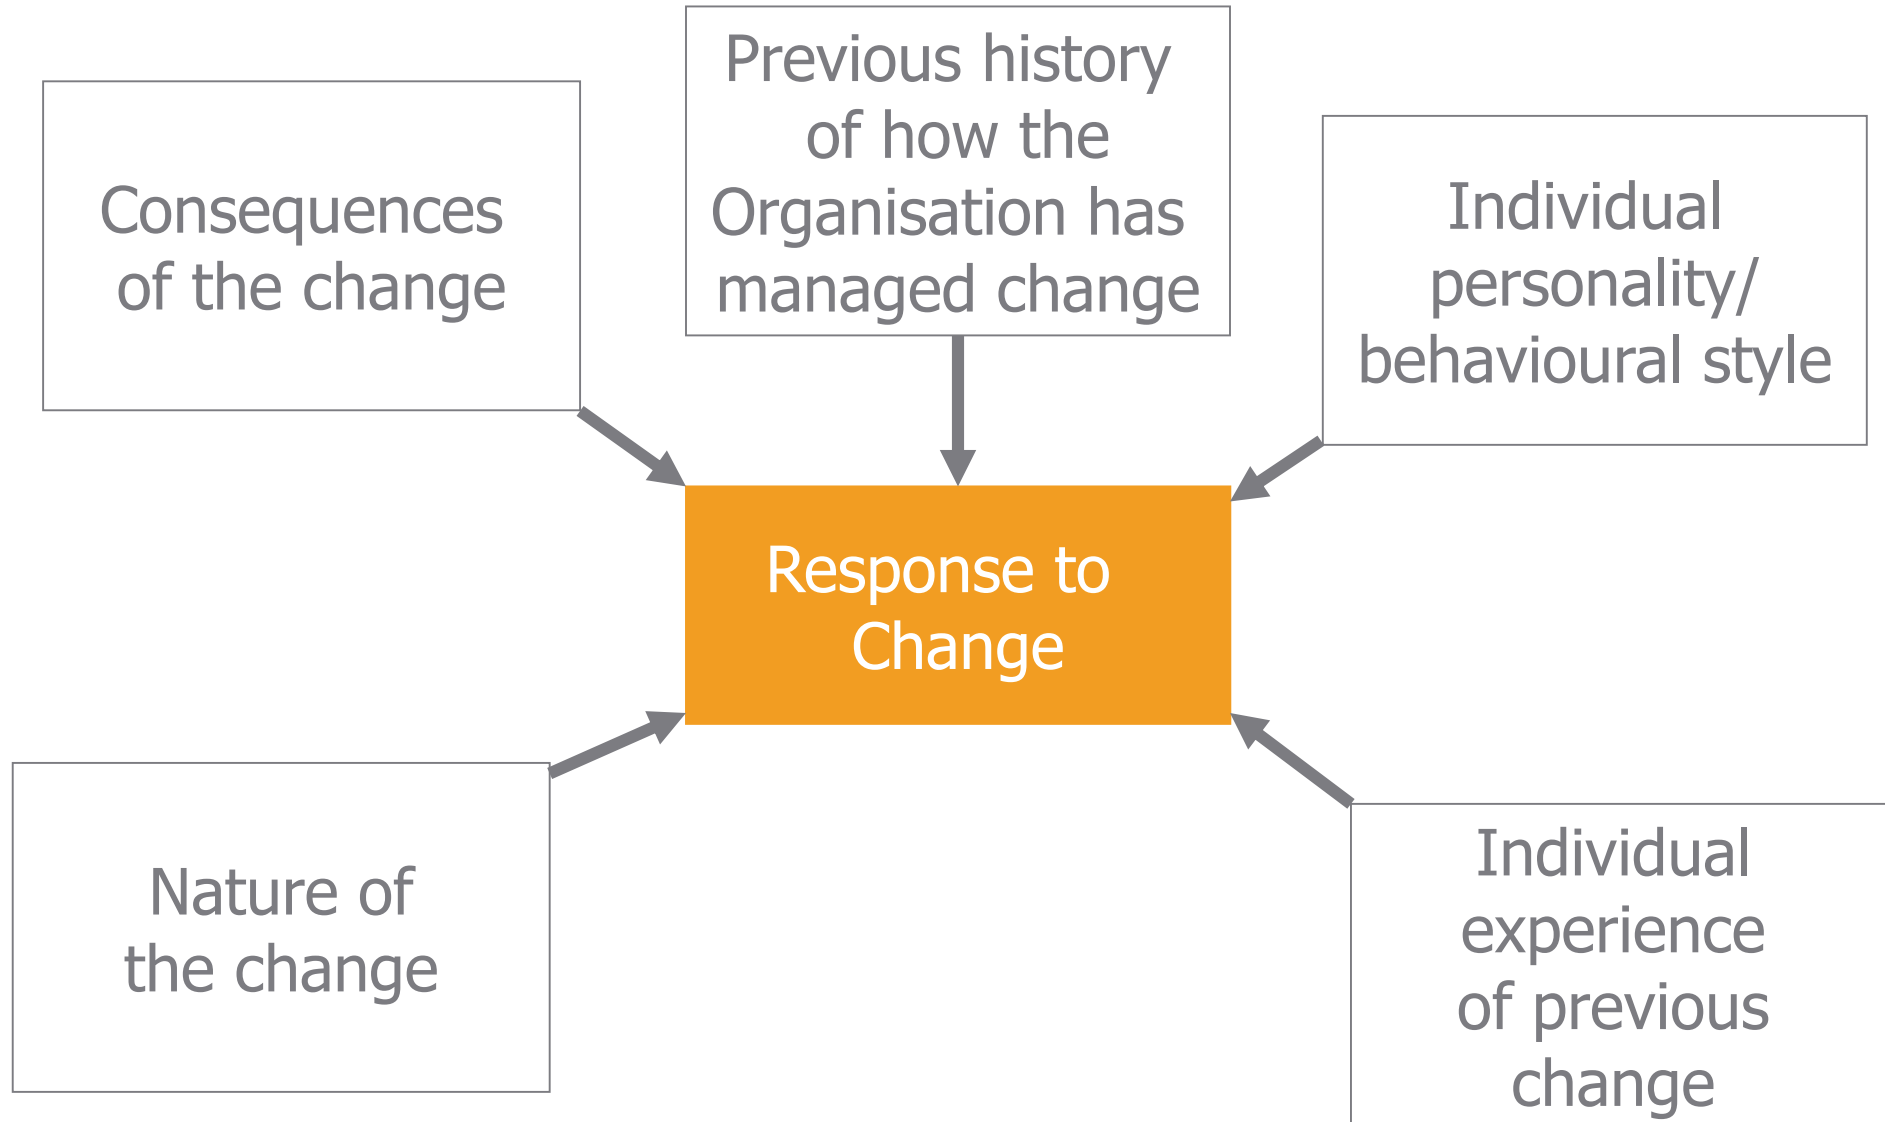 Previous history
of how the
Organisation has
managed change
Consequences
of the change
Individual
personality/
behavioural style
Response to
Change
Nature of
the change
Individual
experience
of previous
change